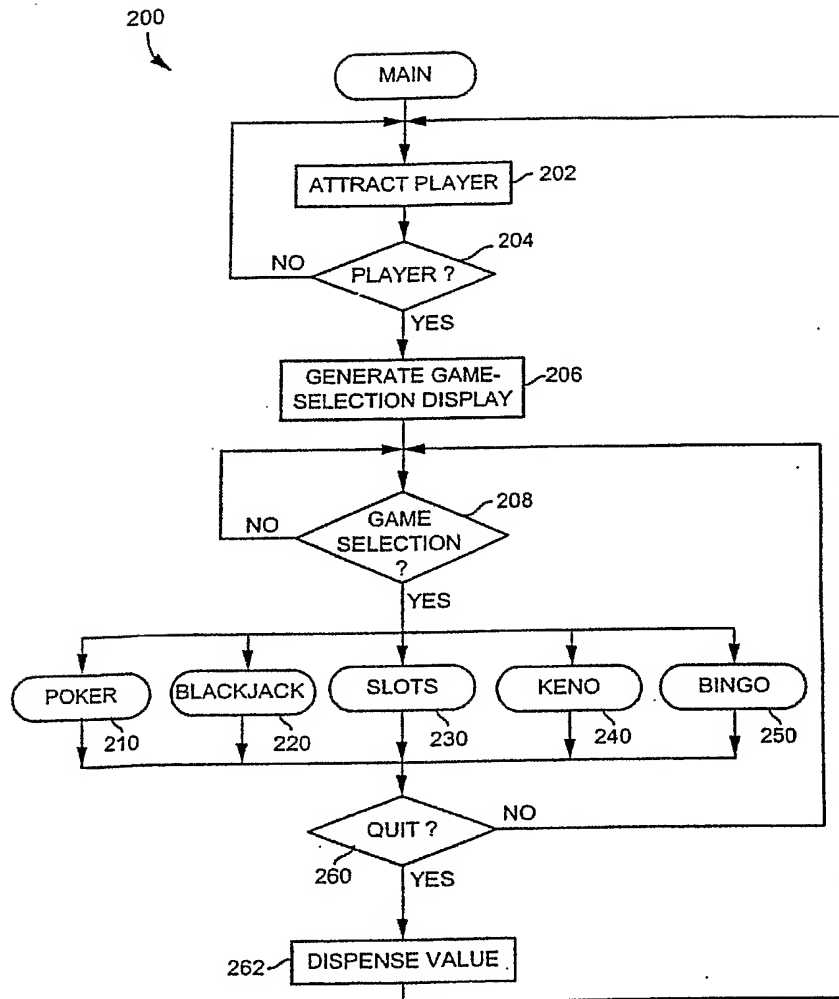 200
MAIN
ATTRACT PLAYER
202
204
NO
PLAYER ?
YES
GENERATE GAME-
SELECTION DISPLAY
206
208
NO
GAME
SELECTION
?
YES
POKER
BLACKJACK
SLOTS
KENO
BINGO
210
220
230
240
250
QUIT ?
NO
260
YES
262
DISPENSE VALUE